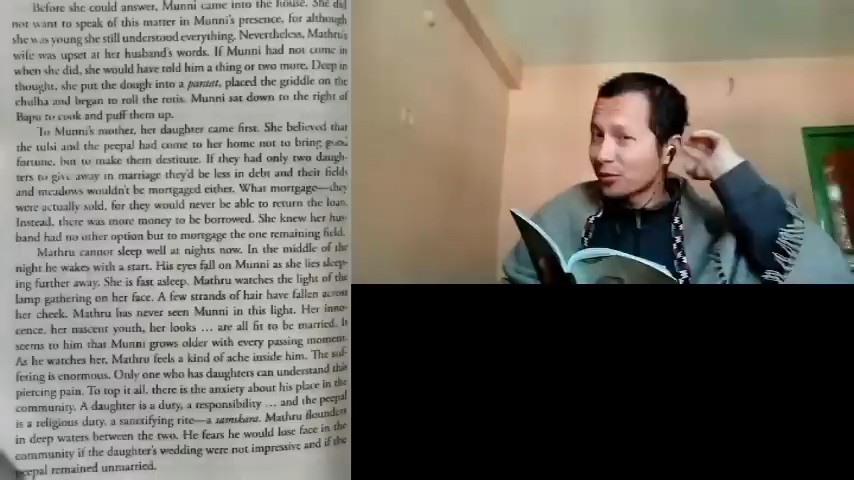 Before she could answer, Munni came into the house. She did
not want to speak of this matter in Munni's presence, for although
she was young she still understood everything. Nevertheless, Mathru's
wife was upset at her husband's words. If Munni had not come in
when she did, she would have told him a thing or two more. Deep in
thought, she put the dough into a paraat, placed the griddle on the
chulha and began to roll the rotis. Munni sat down to the right of
Bapu to cook and puff them up.
To Munni's mother, her daughter came first. She believed that
the tulsi and the peepal had come to her home not to bring good
fortune, but to make them destitute. If they had only two daugh-
ters to give away in marriage they'd be less in debt and their fields
and meadows wouldn't be mortgaged either. What mortgage—they
were actually sold, for they would never be able to return the loan.
Instead, there was more money to be borrowed. She knew her hus-
band had no other option but to mortgage the one remaining field.
Mathru cannot sleep well at nights now. In the middle of the
night he wakes with a start. His eyes fall on Munni as she lies sleep-
ing further away. She is fast asleep. Mathru watches the light of the
lamp gathering on her face. A few strands of hair have fallen across
her cheek. Mathru has never seen Munni in this light. Her inno-
cence, her nascent youth, her looks … are all fit to be married. It
seems to him that Munni grows older with every passing moment.
As he watches her, Mathru feels a kind of ache inside him. The suf-
fering is enormous. Only one who has daughters can understand this
piercing pain. To top it all, there is the anxiety about his place in the
community. A daughter is a duty, a responsibility … and the peepal
is a religious duty, a sanctifying rite—a samskara. Mathru flounders
in deep waters between the two. He fears he would lose face in the
community if the daughter's wedding were not impressive and if the
peepal remained unmarried.